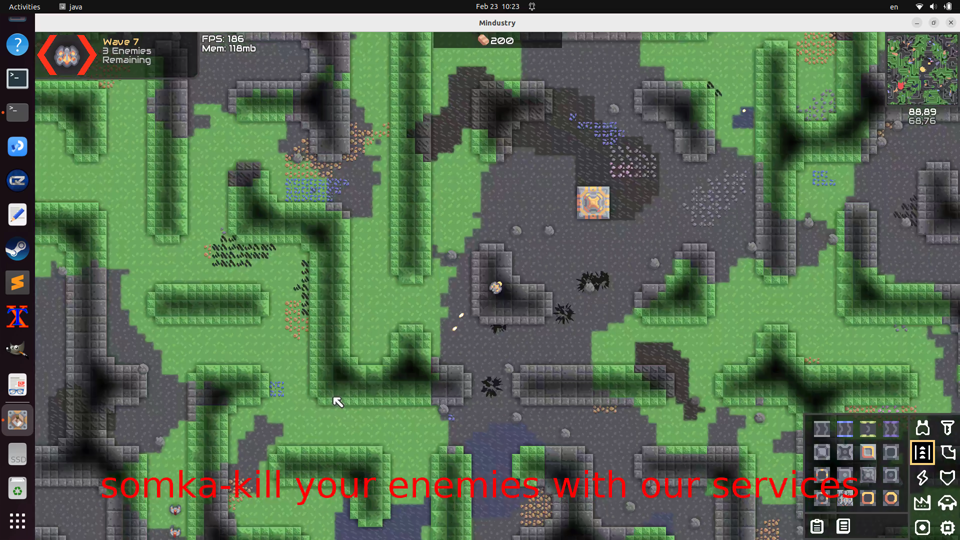 Activities
java
Feb 23 10:23
en
Mindustry
Wave 7
3 Enemies
Remaining
FPS: 186
Mem: 118mb
200
88,89
68,76
SSD
somka-kill your enemies with our services